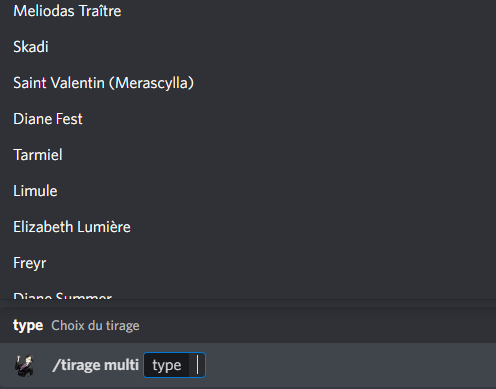 Meliodas Traître
Skadi
Saint Valentin (Merascylla)
Diane Fest
Tarmiel
Limule
Elizabeth Lumière
Freyr
Diane Summer
type Choix du tirage
/tirage multi type